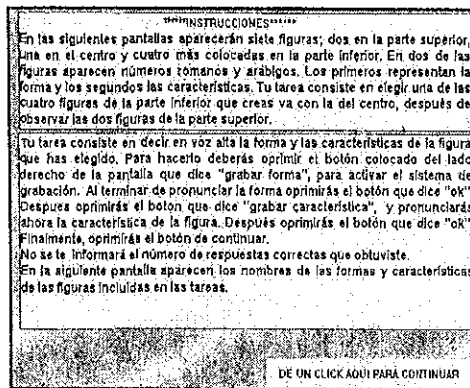 ******INSTRUCCIONES******
En las siguientes pantallas aparecerán siete figuras; dos en la parte superior,
una en el centro y cuatro más colocadas en la parte inferior. En dos de las
figuras aparecen números romanos y arábigos. Los primeros representan la
forma y los segundos las características. Tu tarea consiste en elegir una de las
cuatro figuras de la parte inferior que creas va con la del centro, después de
observar las dos figuras de la parte superior.
Tu tarea consiste en decir en voz alta la forma y las características de la figura
que has elegido. Para hacerlo deberás oprimir el botón colocado del lado
derecho de la pantalla que dice "grabar forma", para activar el sistema de
grabación. Al terminar de pronunciar la forma oprimirás el botón que dice "ok"
Despues oprimirás el boton que dice "grabar característica", y pronunciarás
ahora la característica de la figura. Después oprimirás el botón que dice "ok"
Finalmente, oprimirás el botón de continuar.
No se te informará el número de respuestas correctas que obtuviste.
En la siguiente pantalla aparecen los nombres de las formas y características
de las figuras incluidas en las tareas.
DE UN CLICK AQUI PARA CONTINUAR